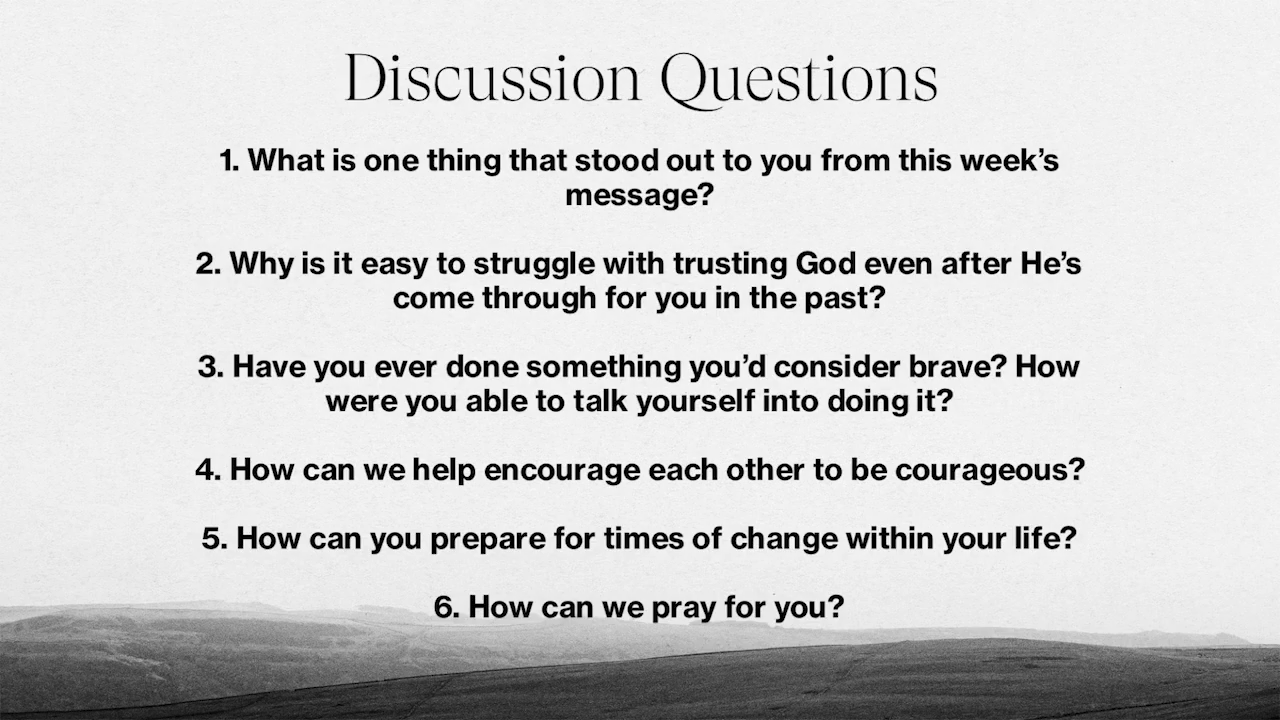 Discussion Questions
1. What is one thing that stood out to you from this week’s
message?
2. Why is it easy to struggle with trusting God even after He’s
come through for you in the past?
3. Have you ever done something you’d consider brave? How
were you able to talk yourself into doing it?
4. How can we help encourage each other to be courageous?
5. How can you prepare for times of change within your life?
6. How can we pray for you?